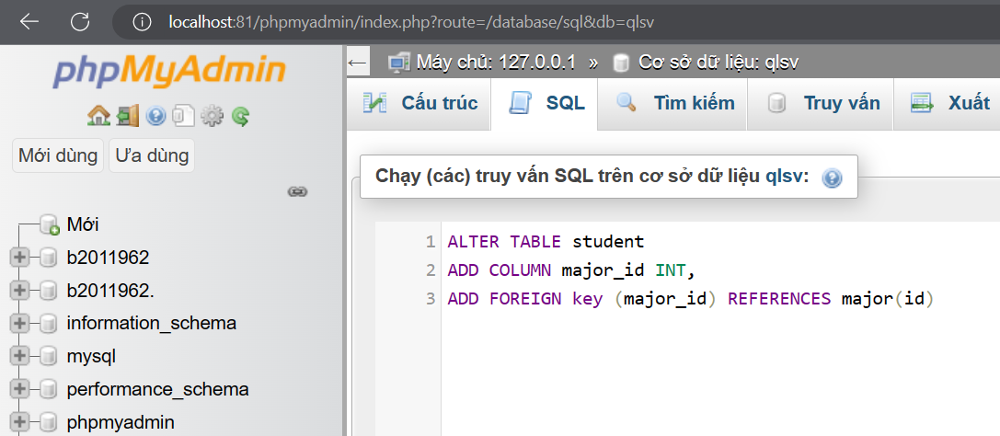 localhost:81/phpmyadmin/index.php?route=/database/sql&db=qlsv
phpMyAdmin
Mới dùng Ưa dùng
Mới
b2011962
b2011962.
information_schema
mysql
performance_schema
phpmyadmin
Máy chủ: 127.0.0.1 » Cơ sở dữ liệu: qlsv
Cấu trúc SQL Tìm kiếm Truy vấn Xuất
Chạy (các) truy vấn SQL trên cơ sở dữ liệu qlsv:
1 ALTER TABLE student
2 ADD COLUMN major_id INT,
3 ADD FOREIGN key (major_id) REFERENCES major(id)